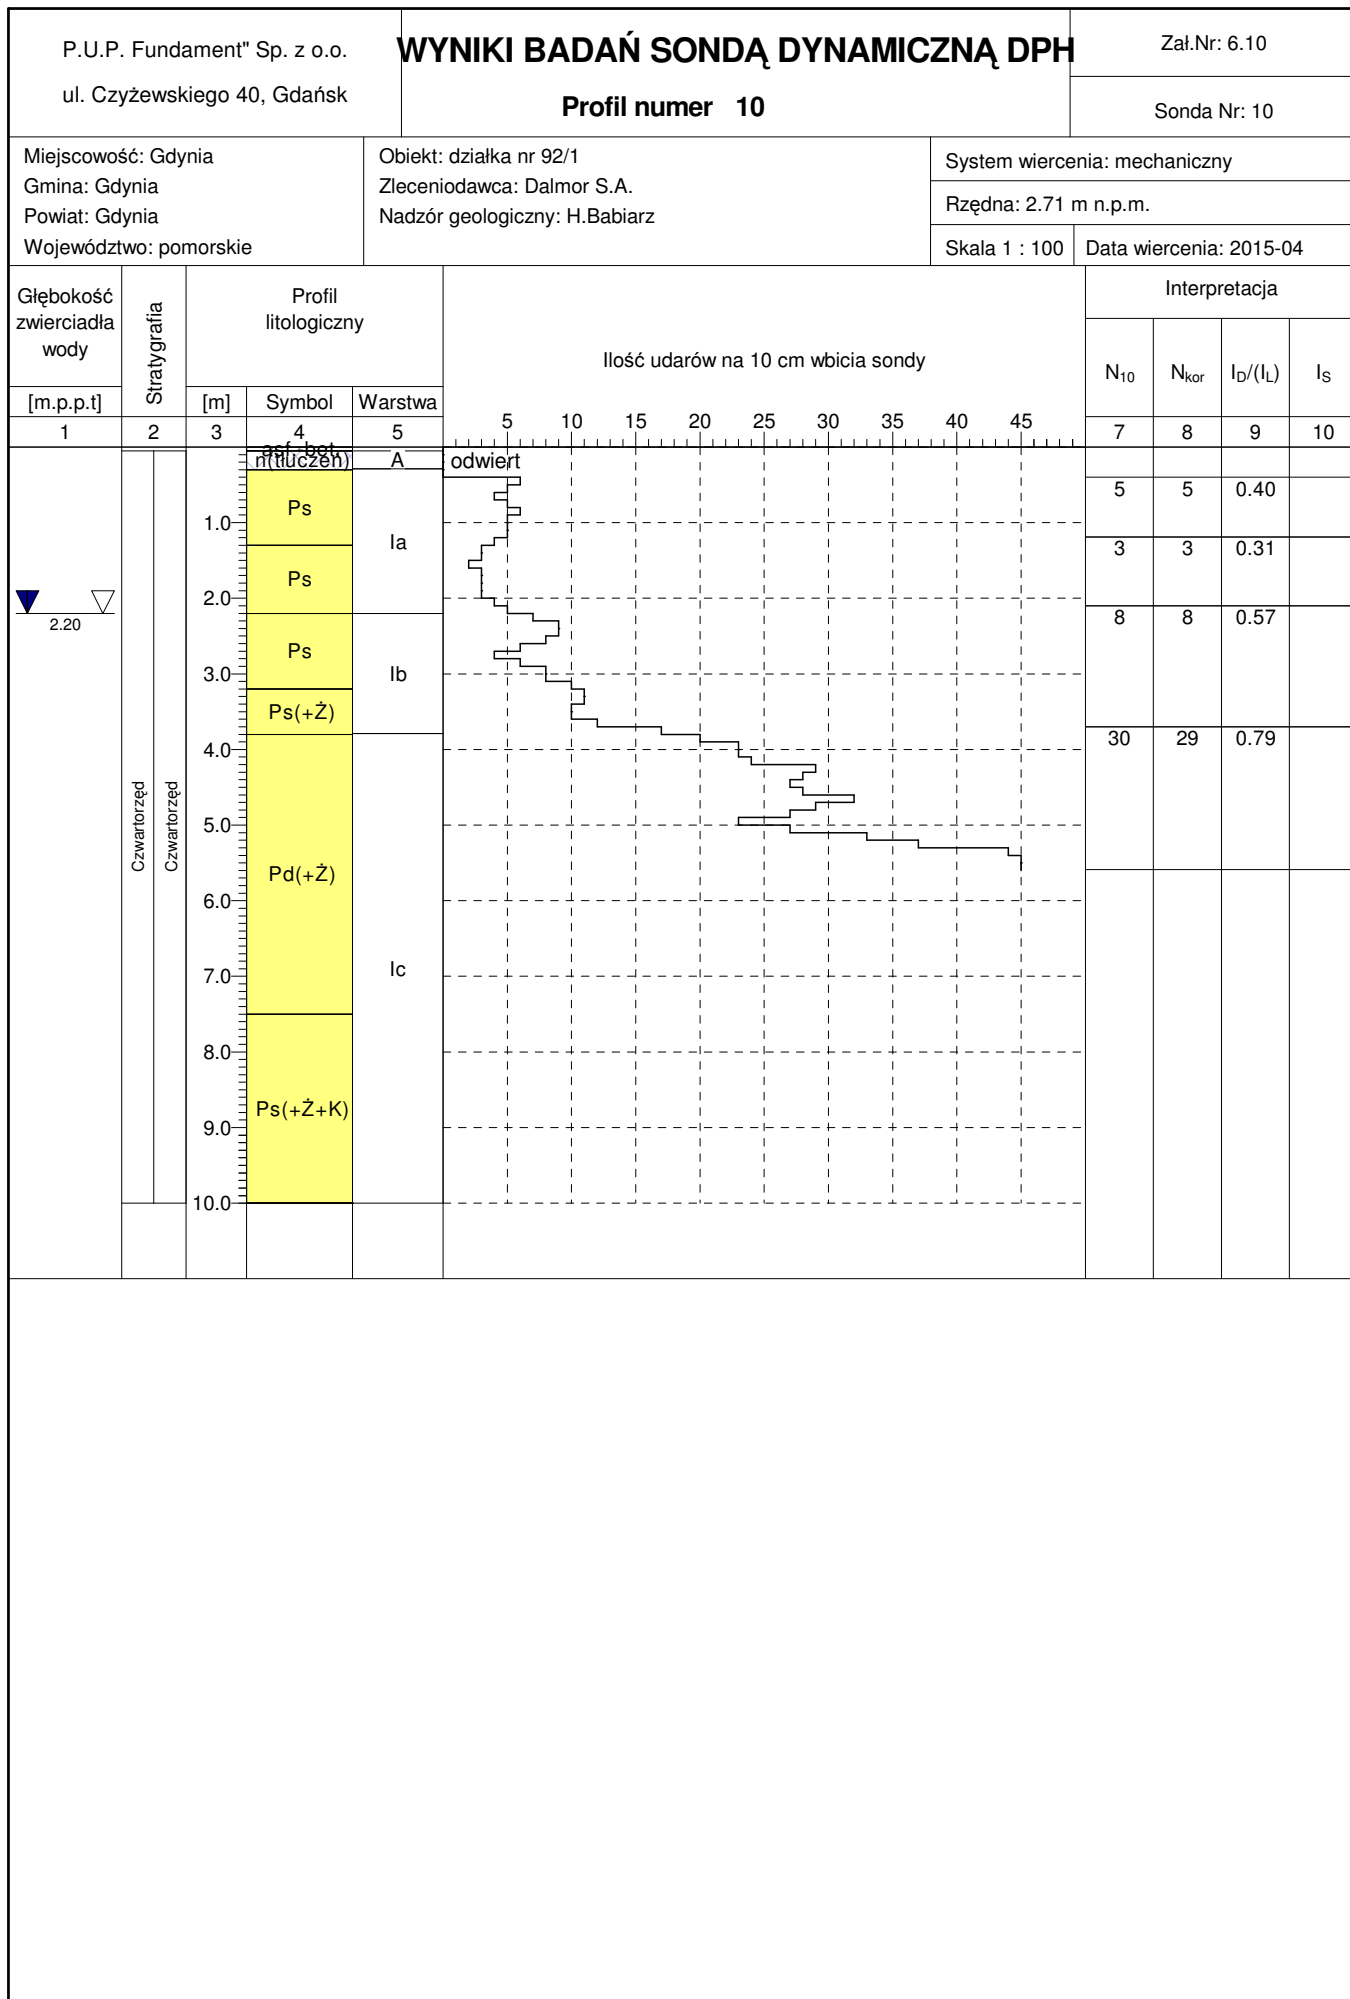 P.U.P. Fundament" Sp. z o.o.
ul. Czyżewskiego 40, Gdańsk
WYNIKI BADAŃ SONDĄ DYNAMICZNĄ DPH
Profil numer 10
Zał.Nr: 6.10
Sonda Nr: 10
Miejscowość: Gdynia
Gmina: Gdynia
Powiat: Gdynia
Województwo: pomorskie
Obiekt: działka nr 92/1
Zleceniodawca: Dalmor S.A.
Nadzór geologiczny: H.Babiarz
System wiercenia: mechaniczny
Rzędna: 2.71 m n.p.m.
Skala 1 : 100
Data wiercenia: 2015-04
Głębokość
zwierciadła
wody
[m.p.p.t]
Stratygrafia
Profil
litologiczny
[m] Symbol Warstwa
Ilość udarów na 10 cm wbicia sondy
5 10 15 20 25 30 35 40 45
Interpretacja
N10 Nkor ID/(IL) IS
1 2 3 4 5 7 8 9 10
asf. bet.
n(tłuczeń) A odwiert
Ps 5 5 0.40
1.0
Ia
3 3 0.31
Ps
2.0
2.20
8 8 0.57
Ps
3.0 Ib
Ps(+Ż)
4.0 30 29 0.79
5.0
Czwartorzęd
Czwartorzęd
Pd(+Ż)
6.0
7.0 Ic
8.0
Ps(+Ż+K)
9.0
10.0